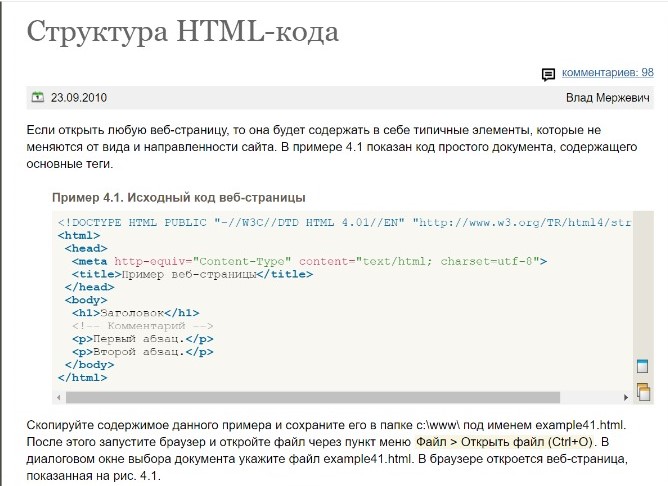 Структура HTML-кода
комментариев: 98
23.09.2010
Влад Мержевич
Если открыть любую веб-страницу, то она будет содержать в себе типичные элементы, которые не
меняются от вида и направленности сайта. В примере 4.1 показан код простого документа, содержащего
основные теги.
Пример 4.1. Исходный код веб-страницы
<!DOCTYPE HTML PUBLIC "-//W3C//DTD HTML 4.01//EN" "http://www.w3.org/TR/html4/str
<html>
<head>
<meta http-equiv="Content-Type" content="text/html; charset=utf-8">
<title>Пример веб-страницы</title>
</head>
<body>
<h1>Заголовок</h1>
<!-- Комментарий -->
<p>Первый абзац.</p>
<p>Второй абзац.</p>
</body>
</html>
Скопируйте содержимое данного примера и сохраните его в папке c:\www\ под именем example41.html.
После этого запустите браузер и откройте файл через пункт меню Файл > Открыть файл (Ctrl+O). В
диалоговом окне выбора документа укажите файл example41.html. В браузере откроется веб-страница,
показанная на рис. 4.1.